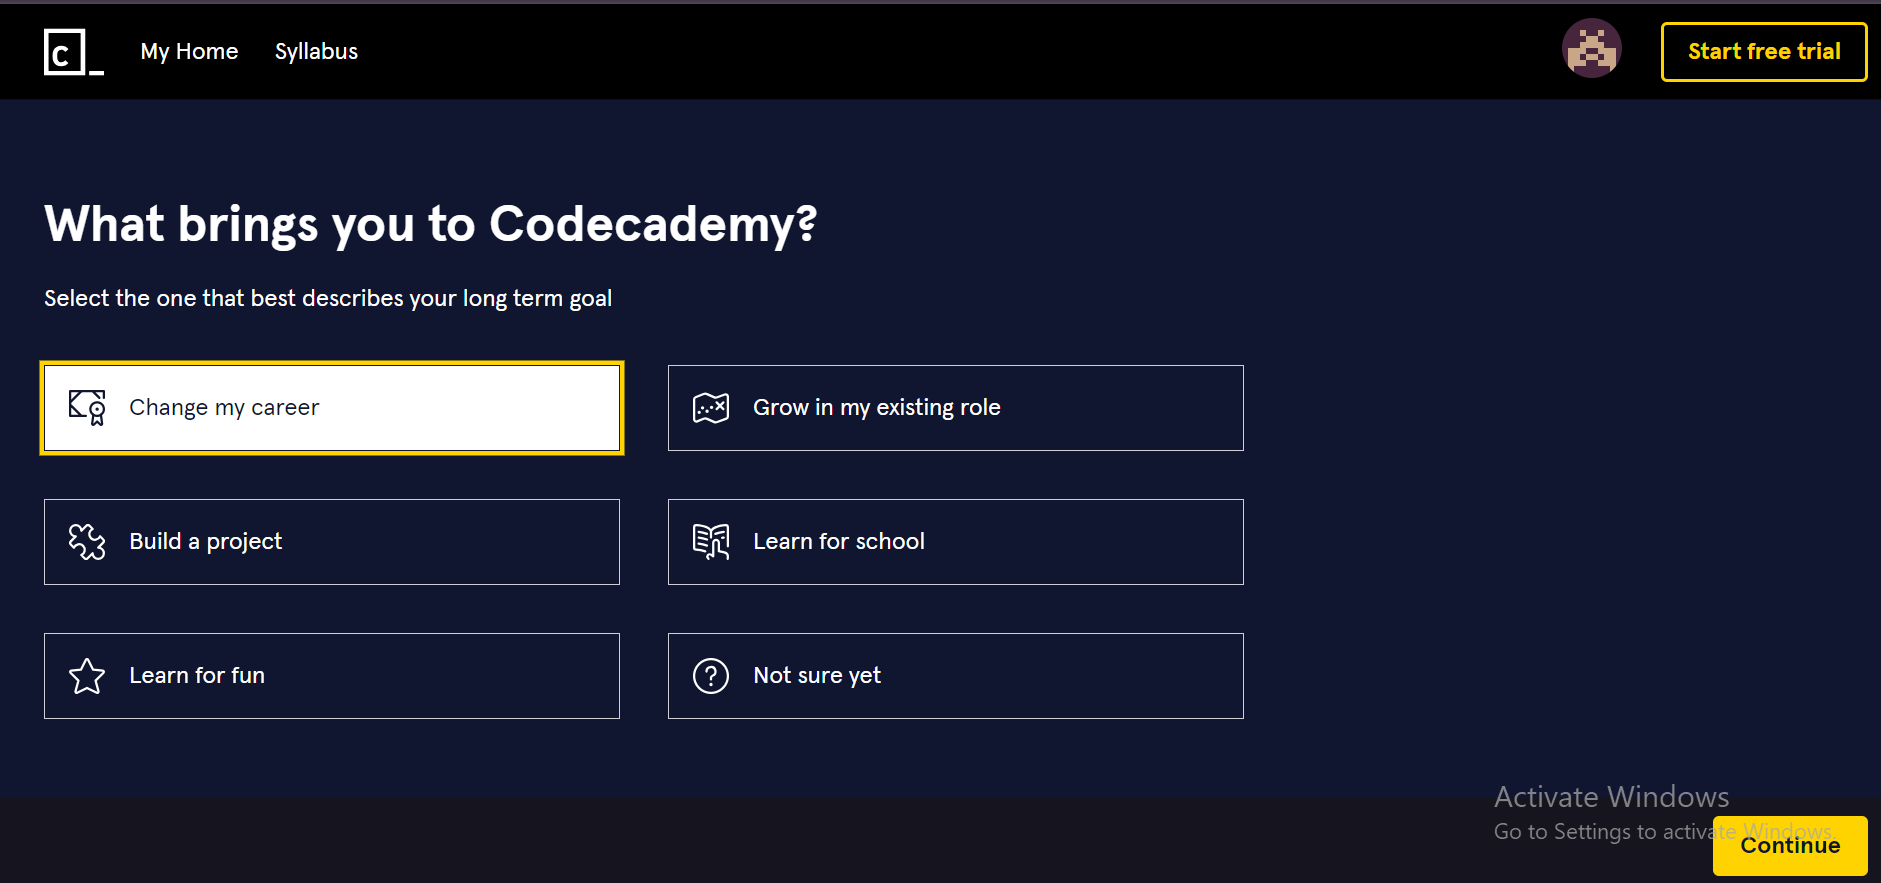 c_
My Home
Syllabus
Start free trial
What brings you to Codecademy?
Select the one that best describes your long term goal
Change my career
Grow in my existing role
Build a project
Learn for school
Learn for fun
? Not sure yet
Activate Windows
Go to Settings to activate Windows.
Continue